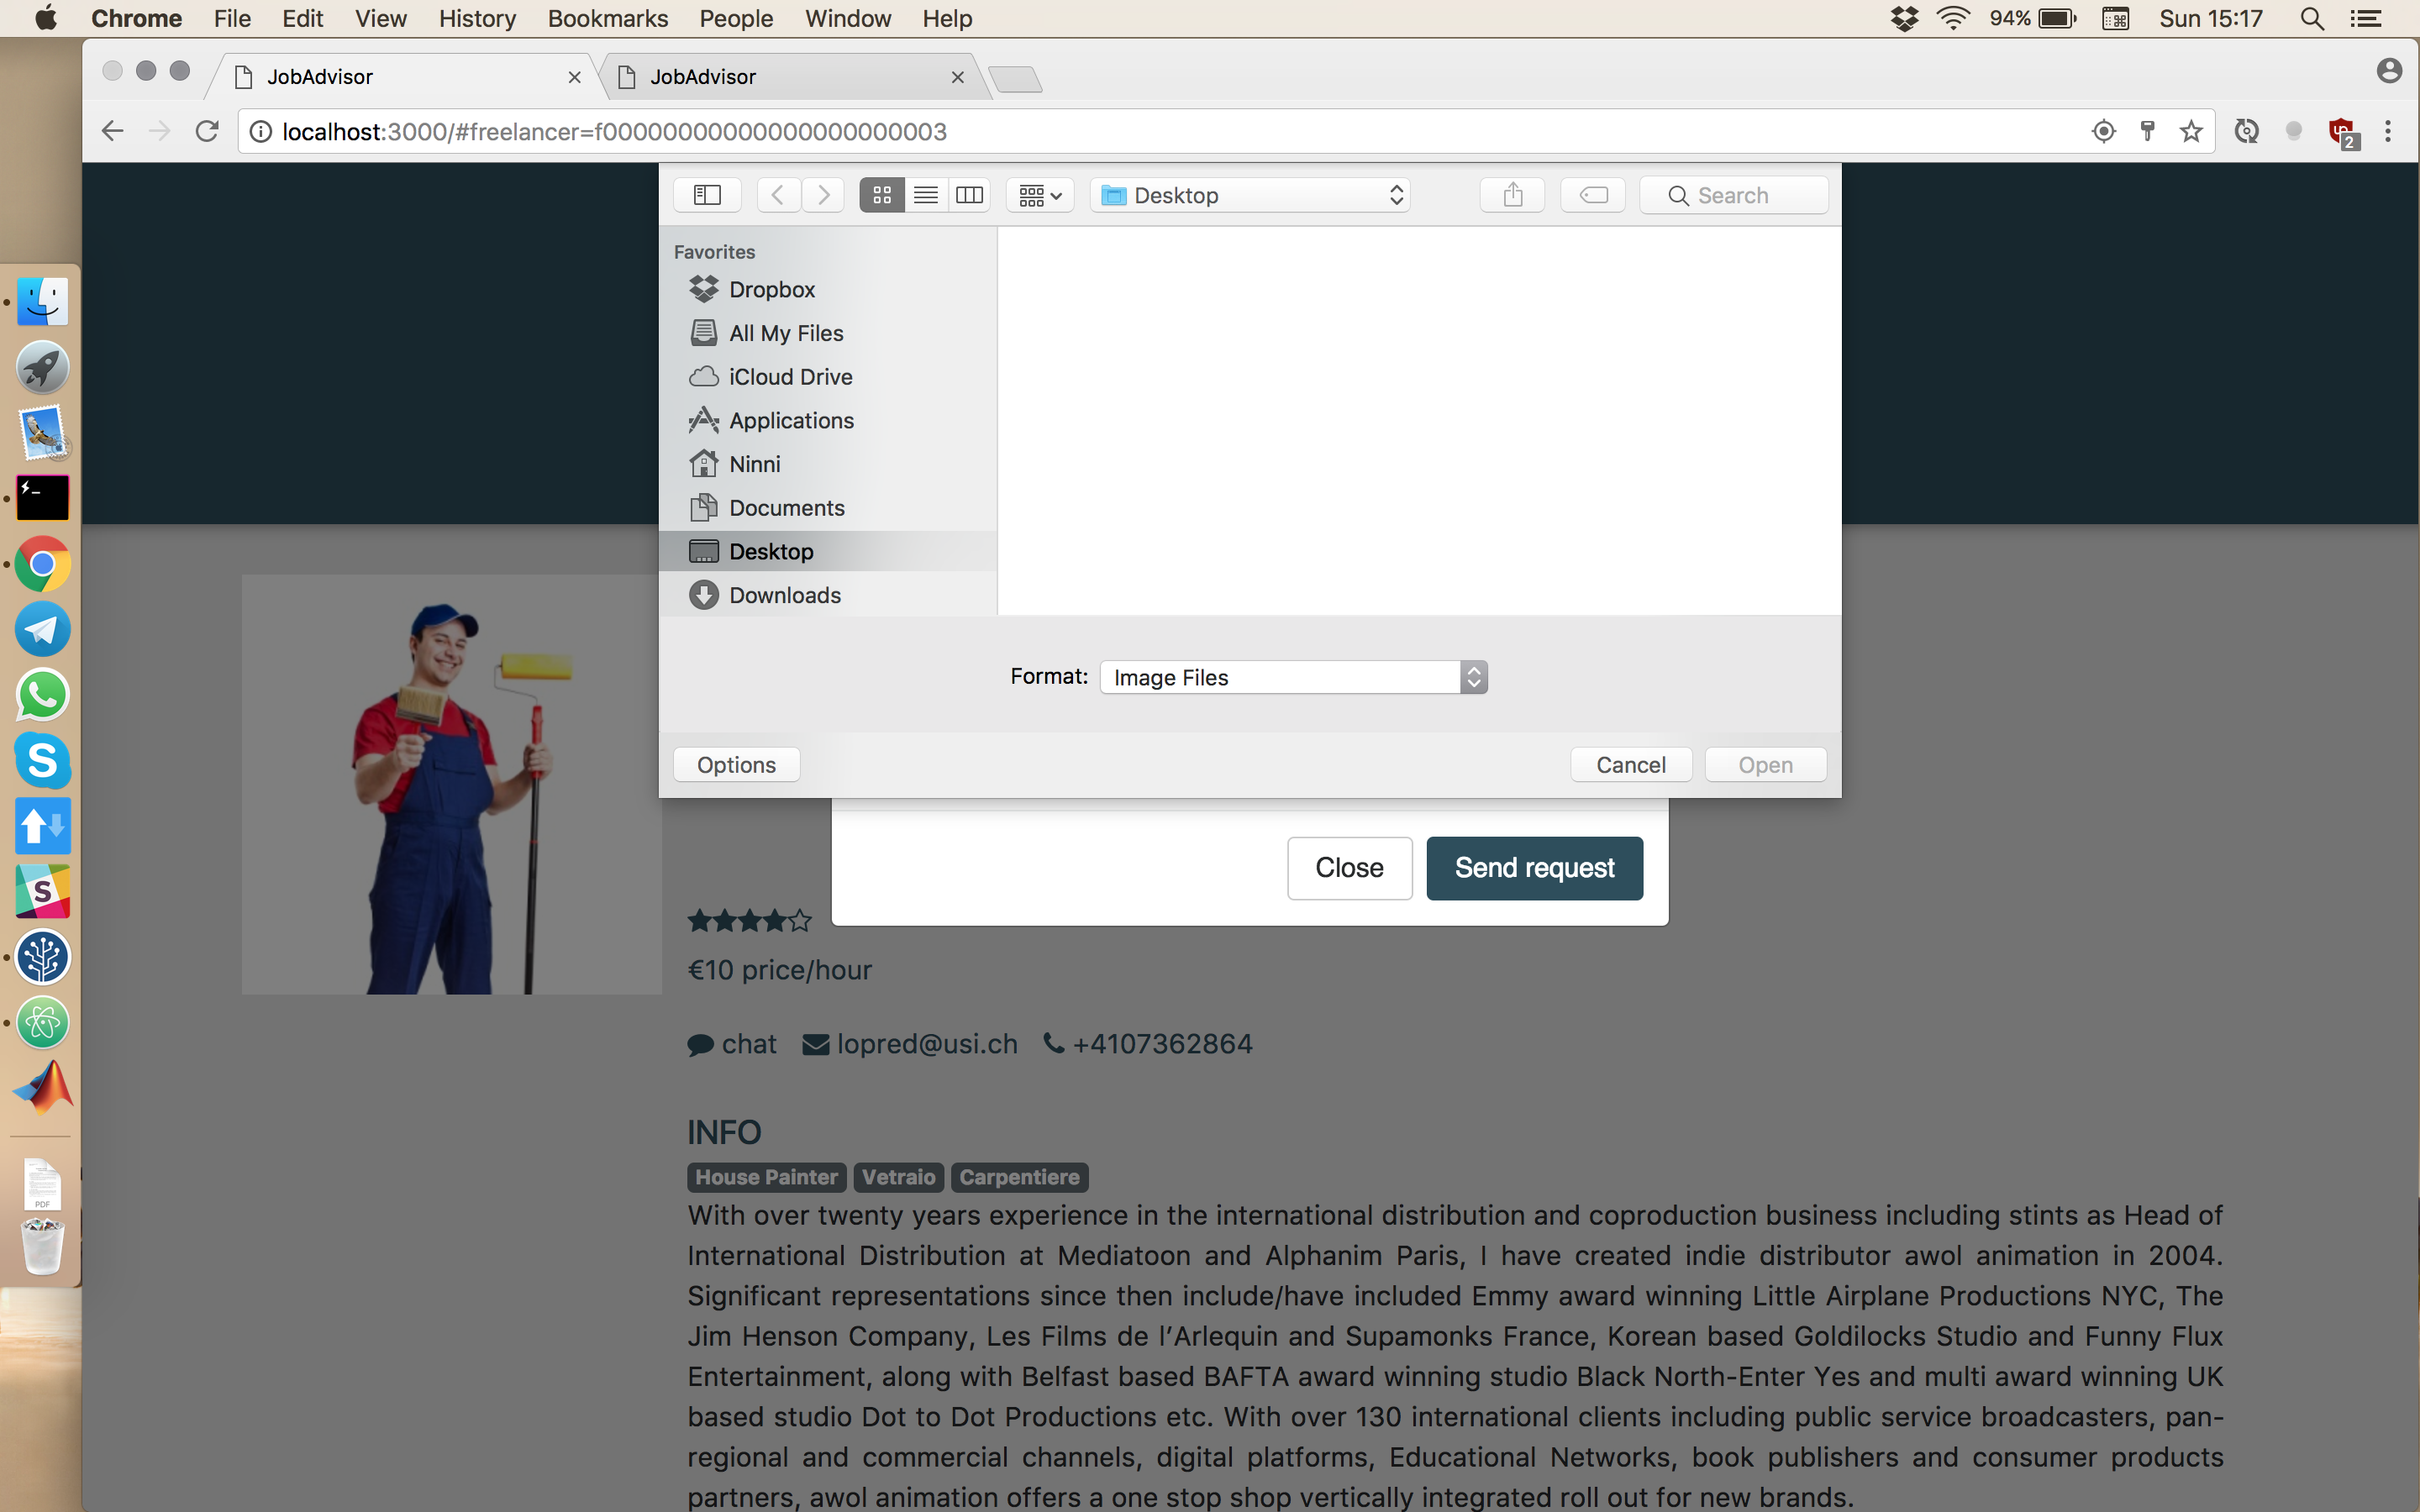 Chrome File Edit View History Bookmarks People Window Help 94% Sun 15:17
JobAdvisor JobAdvisor
localhost:3000/#freelancer=f00000000000000000000003
2
Desktop Search
Favorites
Dropbox
All My Files
iCloud Drive
Applications
Ninni
Documents
Desktop
Downloads
Format: Image Files
Options Cancel Open
Close Send request
€10 price/hour
chat lopred@usi.ch +4107362864
INFO
House Painter Vetraio Carpentiere
With over twenty years experience in the international distribution and coproduction business including stints as Head of
International Distribution at Mediatoon and Alphanim Paris, I have created indie distributor awol animation in 2004.
Significant representations since then include/have included Emmy award winning Little Airplane Productions NYC, The
Jim Henson Company, Les Films de l'Arlequin and Supamonks France, Korean based Goldilocks Studio and Funny Flux
Entertainment, along with Belfast based BAFTA award winning studio Black North-Enter Yes and multi award winning UK
based studio Dot to Dot Productions etc. With over 130 international clients including public service broadcasters, pan-
regional and commercial channels, digital platforms, Educational Networks, book publishers and consumer products
partners, awol animation offers a one stop shop vertically integrated roll out for new brands.
S
S
PDF